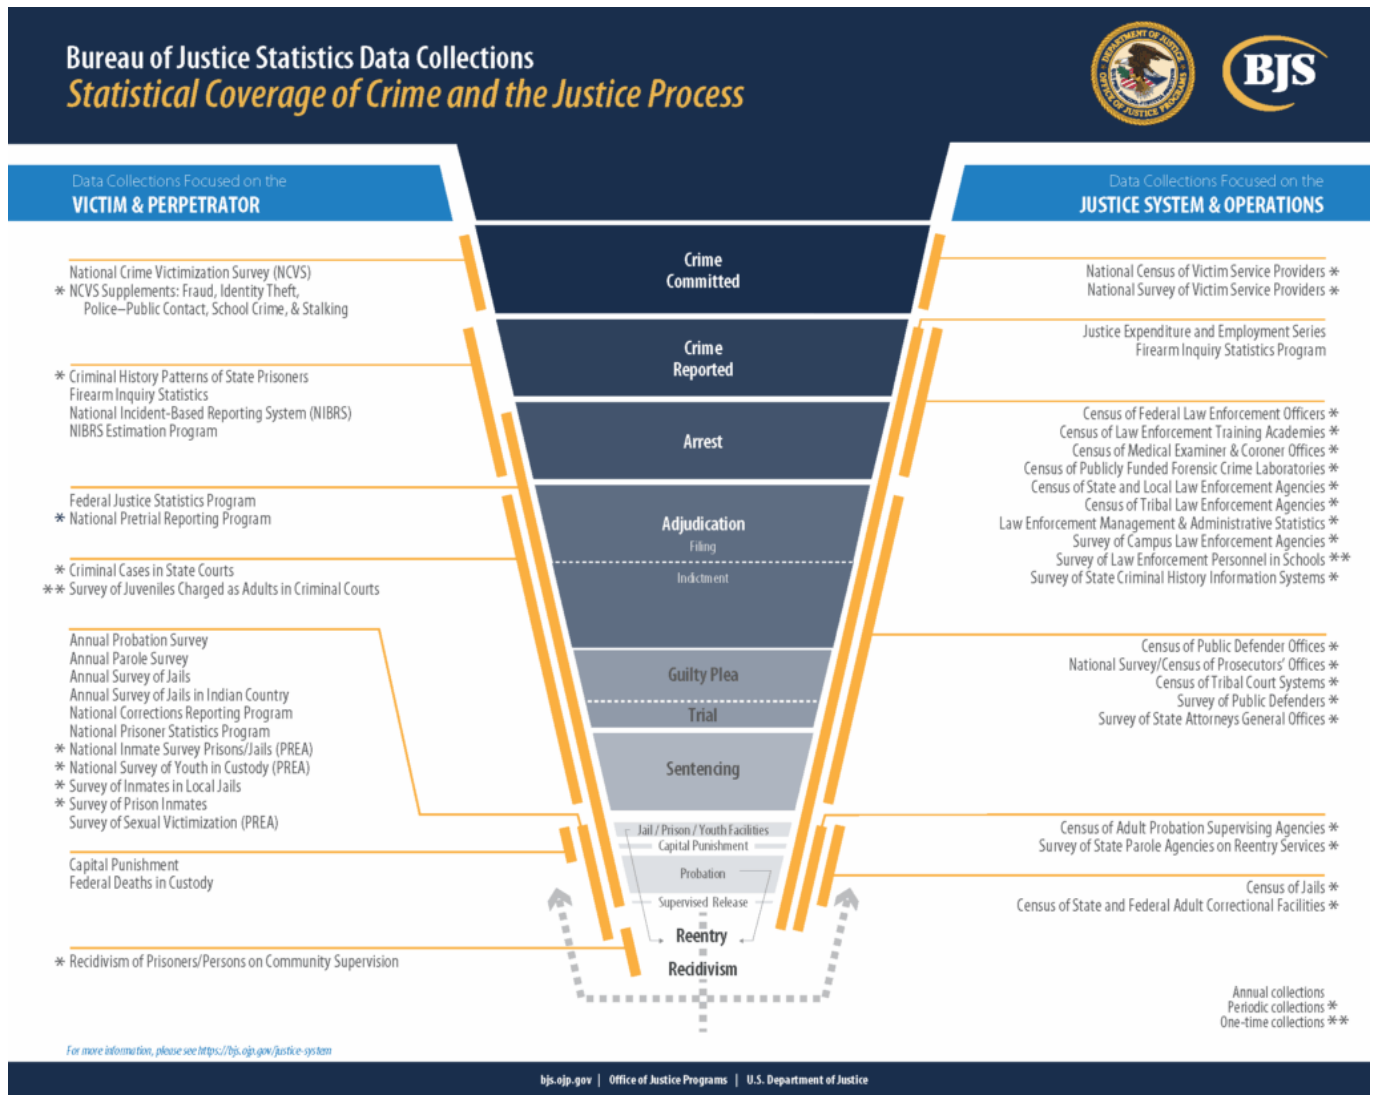 Bureau of Justice Statistics Data Collections
Statistical Coverage of Crime and the Justice Process
DEPARTMENT OF JUSTICE
OFFICE OF JUSTICE PROGRAMS
BJS
Data Collections Focused on the
VICTIM & PERPETRATOR
National Crime Victimization Survey (NCVS)
* NCVS Supplements: Fraud, Identity Theft,
Police–Public Contact, School Crime, & Stalking
* Criminal History Patterns of State Prisoners
Firearm Inquiry Statistics
National Incident-Based Reporting System (NIBRS)
NIBRS Estimation Program
Federal Justice Statistics Program
* National Pretrial Reporting Program
* Criminal Cases in State Courts
** Survey of Juveniles Charged as Adults in Criminal Courts
Annual Probation Survey
Annual Parole Survey
Annual Survey of Jails
Annual Survey of Jails in Indian Country
National Corrections Reporting Program
National Prisoner Statistics Program
* National Inmate Survey Prisons/Jails (PREA)
* National Survey of Youth in Custody (PREA)
* Survey of Inmates in Local Jails
* Survey of Prison Inmates
Survey of Sexual Victimization (PREA)
Capital Punishment
Federal Deaths in Custody
* Recidivism of Prisoners/Persons on Community Supervision
Crime
Committed
Crime
Reported
Arrest
Adjudication
Filing
Indictment
Guilty Plea
Trial
Sentencing
Jail / Prison / Youth Facilities
Capital Punishment
Probation
Supervised Release
Reentry
Recidivism
Data Collections Focused on the
JUSTICE SYSTEM & OPERATIONS
National Census of Victim Service Providers *
National Survey of Victim Service Providers *
Justice Expenditure and Employment Series
Firearm Inquiry Statistics Program
Census of Federal Law Enforcement Officers *
Census of Law Enforcement Training Academies *
Census of Medical Examiner & Coroner Offices *
Census of Publicly Funded Forensic Crime Laboratories *
Census of State and Local Law Enforcement Agencies *
Census of Tribal Law Enforcement Agencies *
Law Enforcement Management & Administrative Statistics *
Survey of Campus Law Enforcement Agencies *
Survey of Law Enforcement Personnel in Schools **
Survey of State Criminal History Information Systems *
Census of Public Defender Offices *
National Survey/Census of Prosecutors' Offices *
Census of Tribal Court Systems *
Survey of Public Defenders *
Survey of State Attorneys General Offices *
Census of Adult Probation Supervising Agencies *
Survey of State Parole Agencies on Reentry Services *
Census of Jails *
Census of State and Federal Adult Correctional Facilities *
Annual collections
Periodic collections *
One-time collections **
For more information, please see https://bjs.ojp.gov/justice-system
bjs.ojp.gov | Office of Justice Programs | U.S. Department of Justice